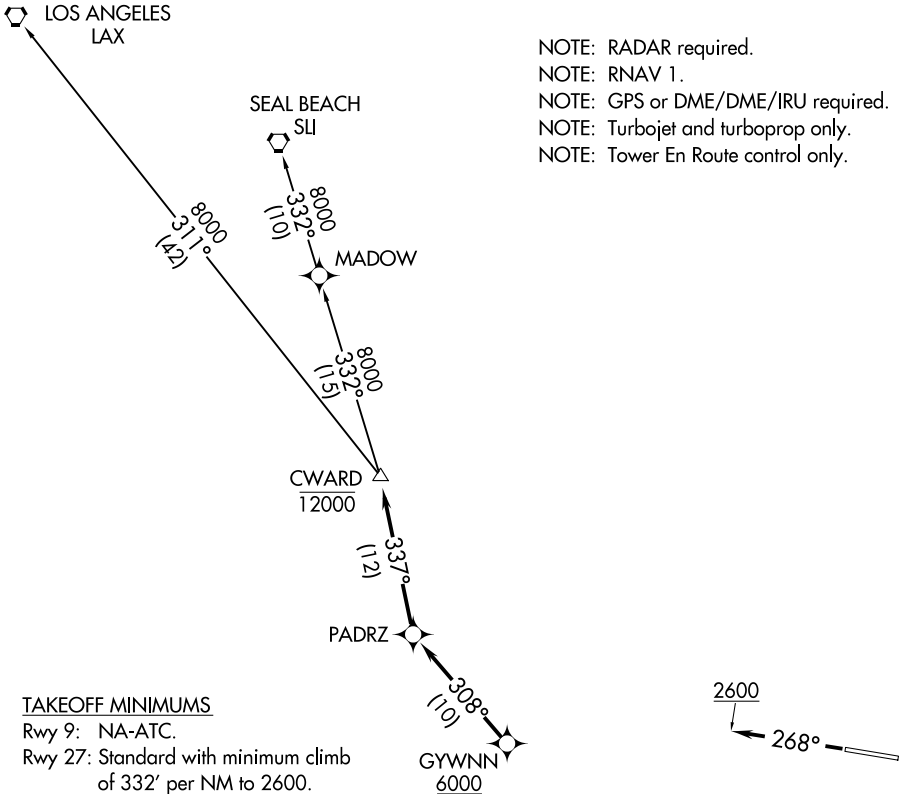 LOS ANGELES
LAX
NOTE: RADAR required.
NOTE: RNAV 1.
NOTE: GPS or DME/DME/IRU required.
NOTE: Turbojet and turboprop only.
NOTE: Tower En Route control only.
SEAL BEACH
SLI
8000
332°
(10)
8000
311°
(42)
MADOW
8000
332°
(15)
CWARD
12000
337°
(12)
PADRZ
308°
(10)
GYWNN
6000
2600
268°
TAKEOFF MINIMUMS
Rwy 9: NA-ATC.
Rwy 27: Standard with minimum climb
of 332' per NM to 2600.